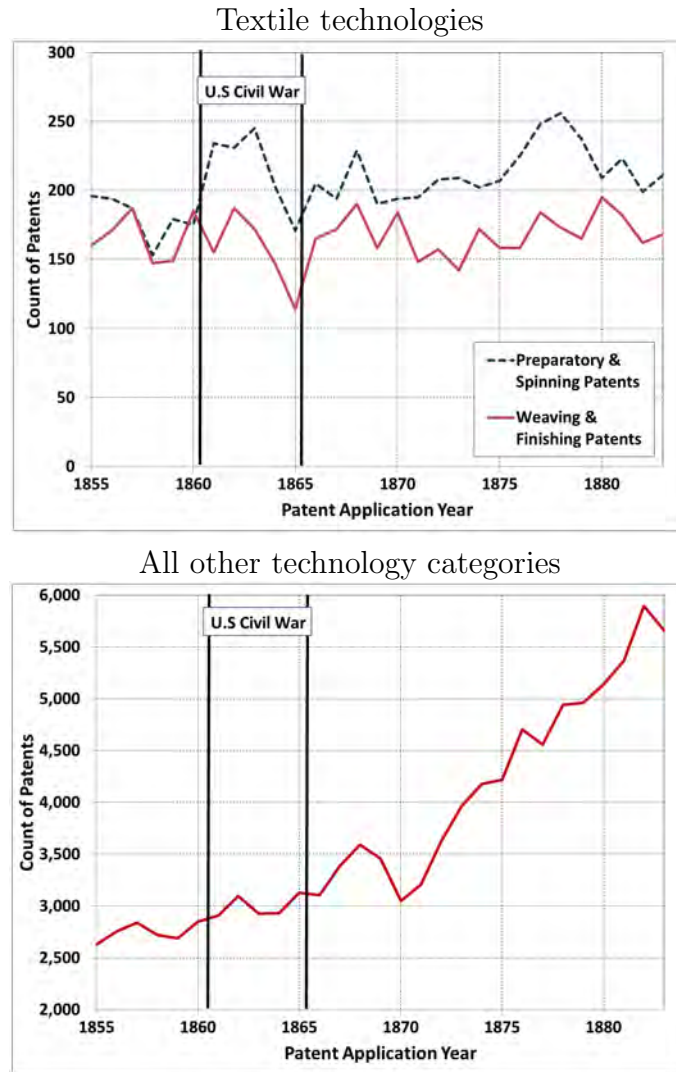 Textile technologies
300
250
200
150
100
50
0
Count of Patents
U.S Civil War
Preparatory &
Spinning Patents
Weaving &
Finishing Patents
1855 1860 1865 1870 1875 1880
Patent Application Year
All other technology categories
6,000
5,500
5,000
4,500
4,000
3,500
3,000
2,500
2,000
Count of Patents
U.S Civil War
1855 1860 1865 1870 1875 1880
Patent Application Year